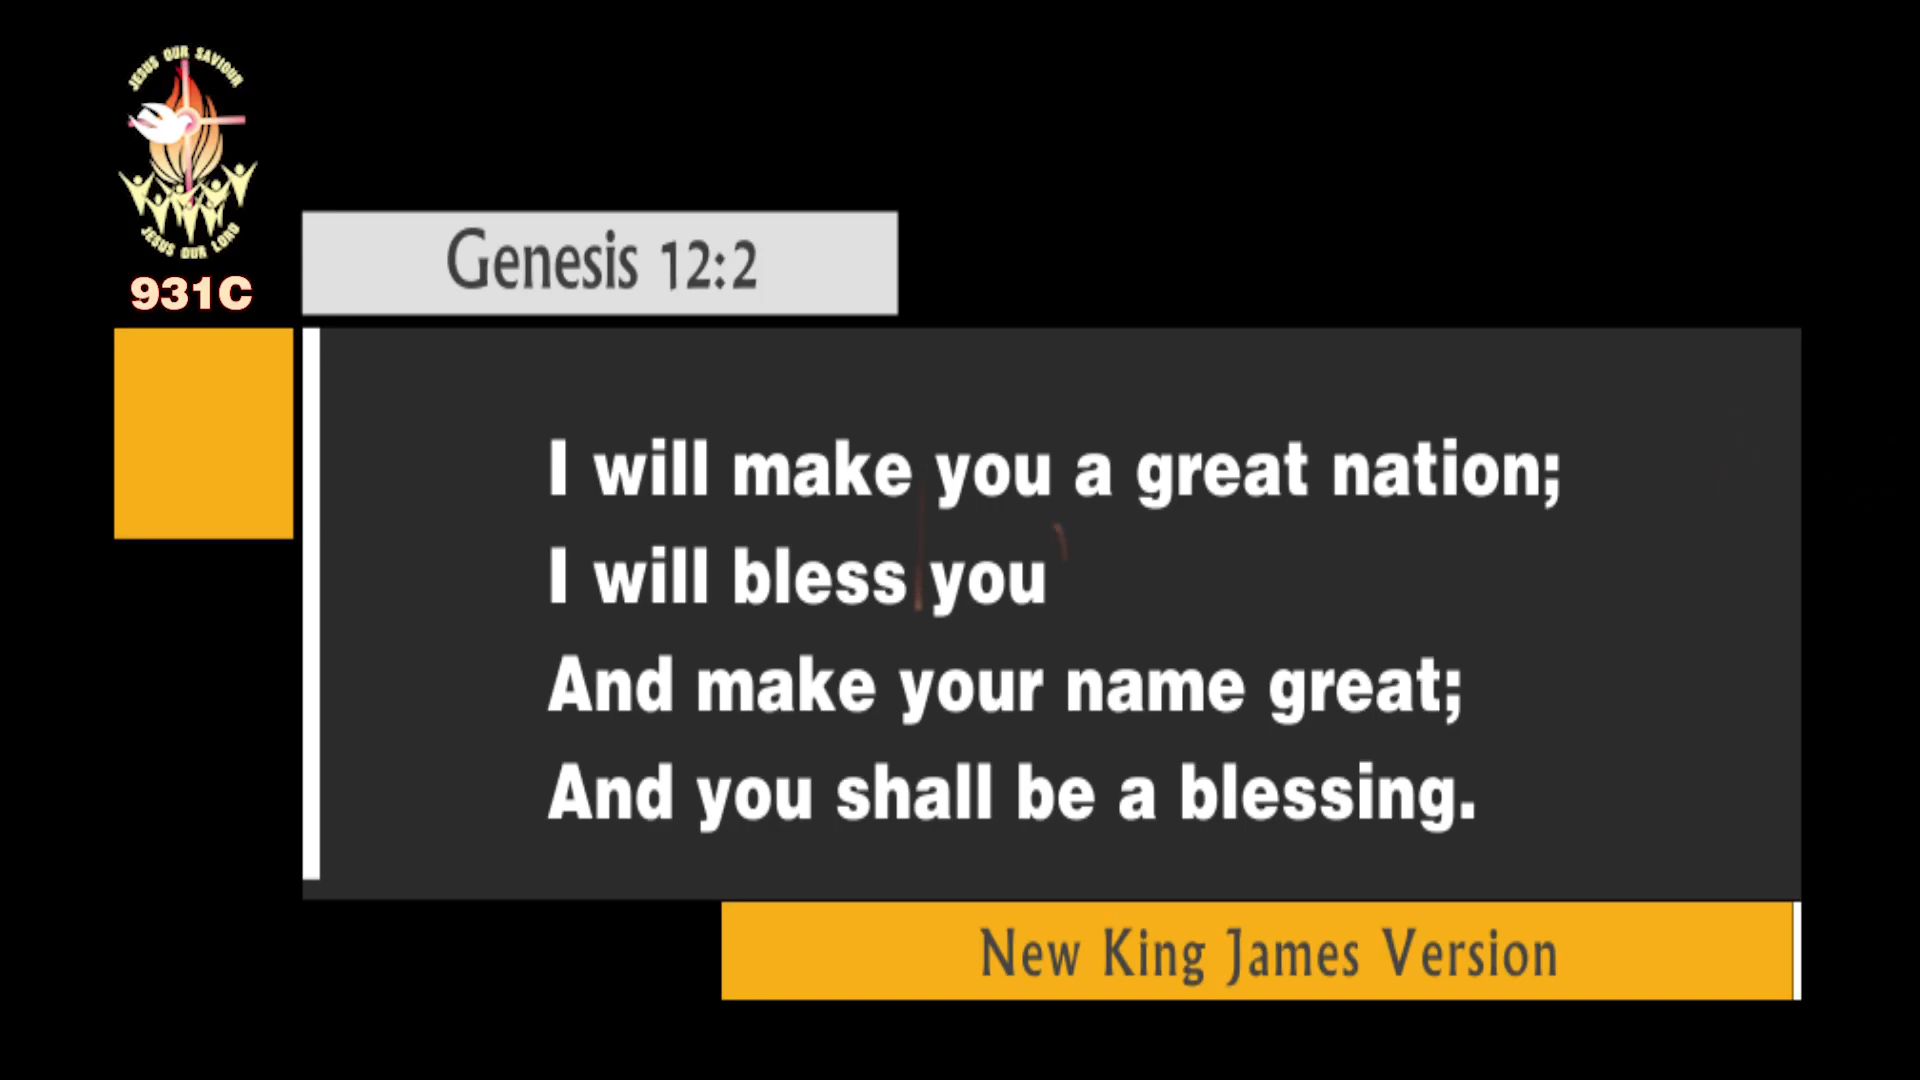 JESUS OUR SAVIOUR
JESUS OUR LORD
931C
Genesis 12:2
I will make you a great nation;
I will bless you
And make your name great;
And you shall be a blessing.
New King James Version